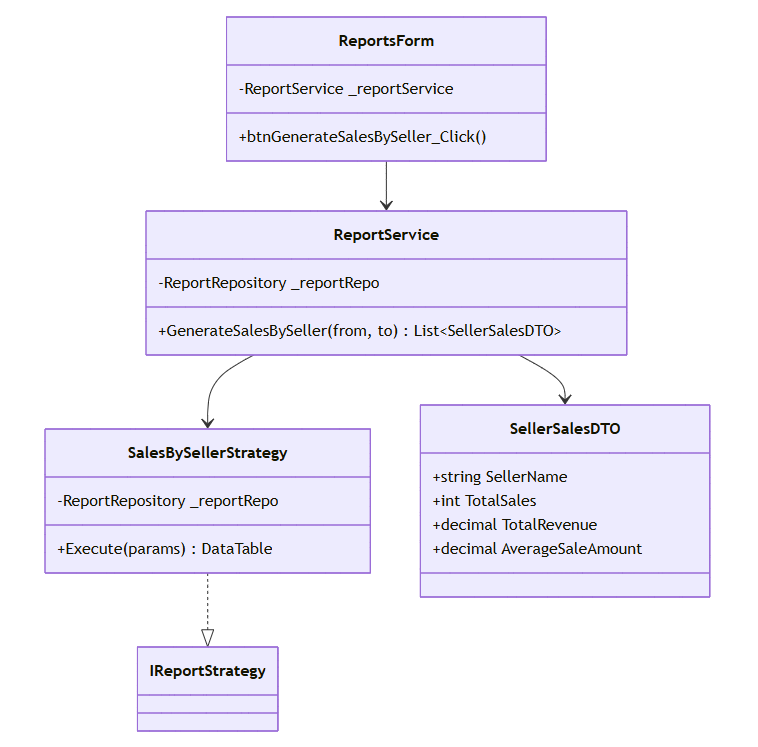 ReportsForm
-ReportService _reportService
+btnGenerateSalesBySeller_Click()
ReportService
-ReportRepository _reportRepo
+GenerateSalesBySeller(from, to) : List<SellerSalesDTO>
SalesBySellerStrategy
-ReportRepository _reportRepo
+Execute(params) : DataTable
SellerSalesDTO
+string SellerName
+int TotalSales
+decimal TotalRevenue
+decimal AverageSaleAmount
IReportStrategy